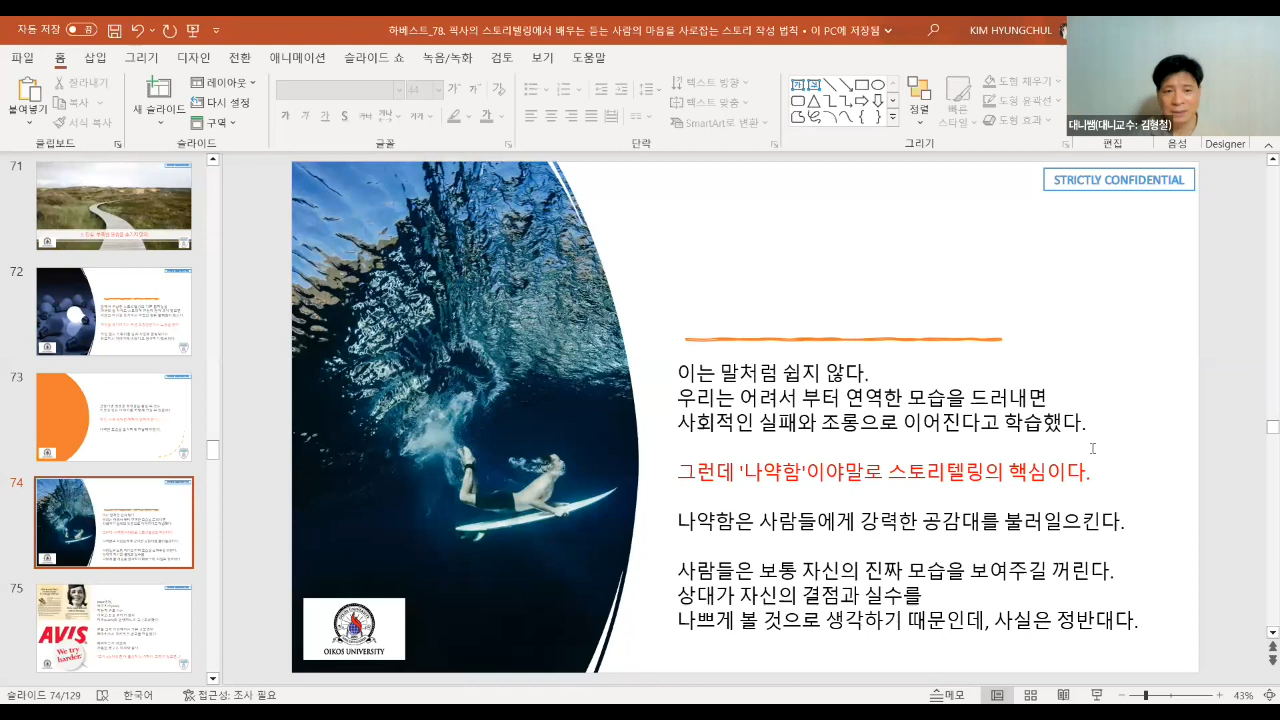 자동 저장
하베스트_78. 픽사의 스토리텔링에서 배우는 듣는 사람의 마음을 사로잡는 스토리 작성 법칙 • 이 PC에 저장됨
KIM HYUNGCHUL
파일 홈 삽입 그리기 디자인 전환 애니메이션 슬라이드 쇼 녹음/녹화 검토 보기 도움말
붙여넣기
잘라내기
복사
서식 복사
클립보드
새 슬라이드
레이아웃
다시 설정
구역
슬라이드
44
글꼴
텍스트 방향
텍스트 맞춤
SmartArt로 변환
단락
정렬
빠른 스타일
도형 채우기
도형 윤곽선
도형 효과
그리기
편집
음성
Designer
대니쌤(대니교수: 김형철)
71
72
73
74
75
AVIS.
We try
harder.
STRICTLY CONFIDENTIAL
이는 말처럼 쉽지 않다.
우리는 어려서 부터 연역한 모습을 드러내면
사회적인 실패와 조롱으로 이어진다고 학습했다.
그런데 '나약함'이야말로 스토리텔링의 핵심이다.
나약함은 사람들에게 강력한 공감대를 불러일으킨다.
사람들은 보통 자신의 진짜 모습을 보여주길 꺼린다.
상대가 자신의 결점과 실수를
나쁘게 볼 것으로 생각하기 때문인데, 사실은 정반대다.
OIKOS UNIVERSITY
슬라이드 74/129
한국어
접근성: 조사 필요
메모
43%